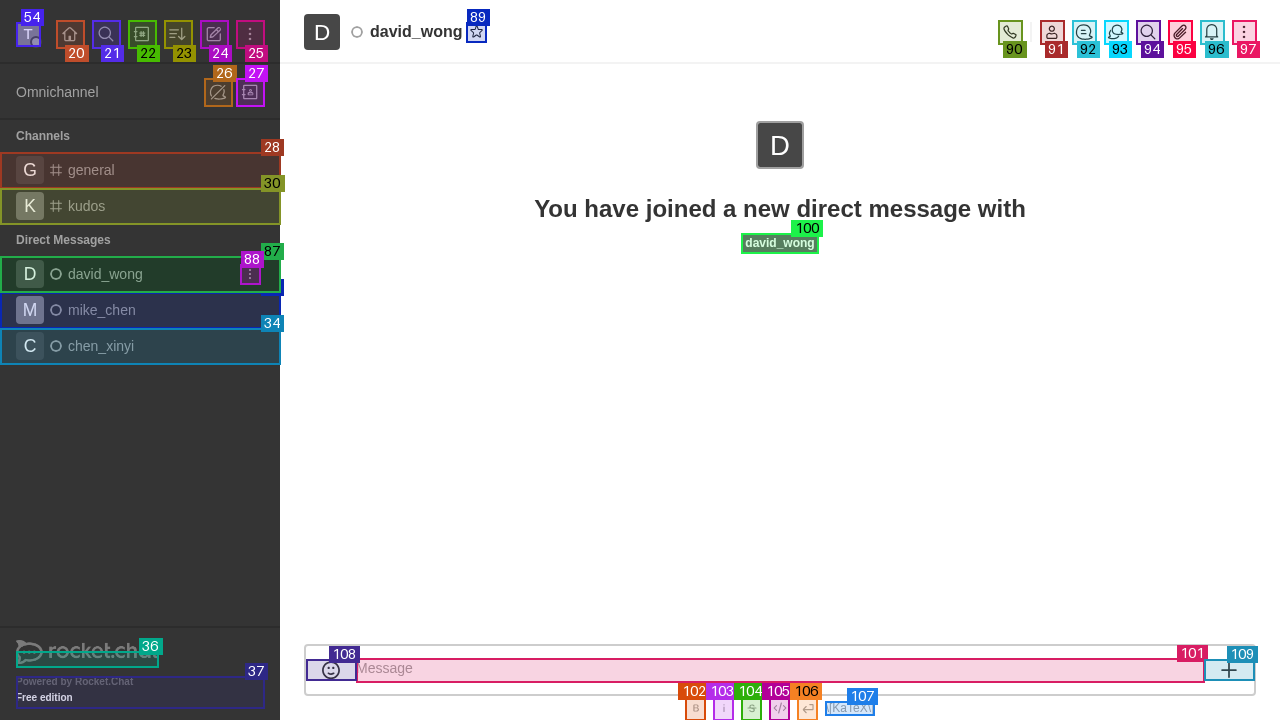 54
T
20
21
22
23
24
25
Omnichannel
26
27
Channels
28
G general
30
K kudos
Direct Messages
87
D david_wong
88
M mike_chen
34
C chen_xinyi
36
rocket.cha
37
Powered by Rocket.Chat
Free edition
D david_wong
89
90
91
92
93
94
95
96
97
D
You have joined a new direct message with
100
david_wong
108
Message
101
109
102
103
104
105
106
107
B
i
S
</>
\[KaTeX\]